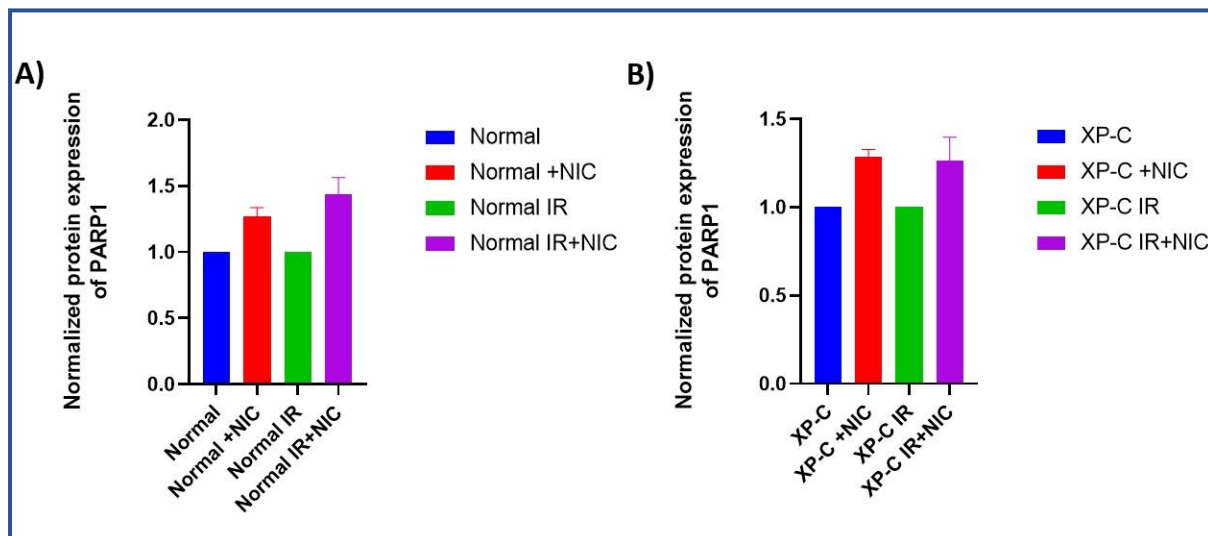 A)
Normalized protein expression
of PARP1
2.0
1.5
1.0
0.5
0.0
Normal
Normal +NIC
Normal IR
Normal IR+NIC
Normal
Normal +NIC
Normal IR
Normal IR+NIC
B)
Normalized protein expression
of PARP1
1.5
1.0
0.5
0.0
XP-C
XP-C +NIC
XP-C IR
XP-C IR+NIC
XP-C
XP-C +NIC
XP-C IR
XP-C IR+NIC